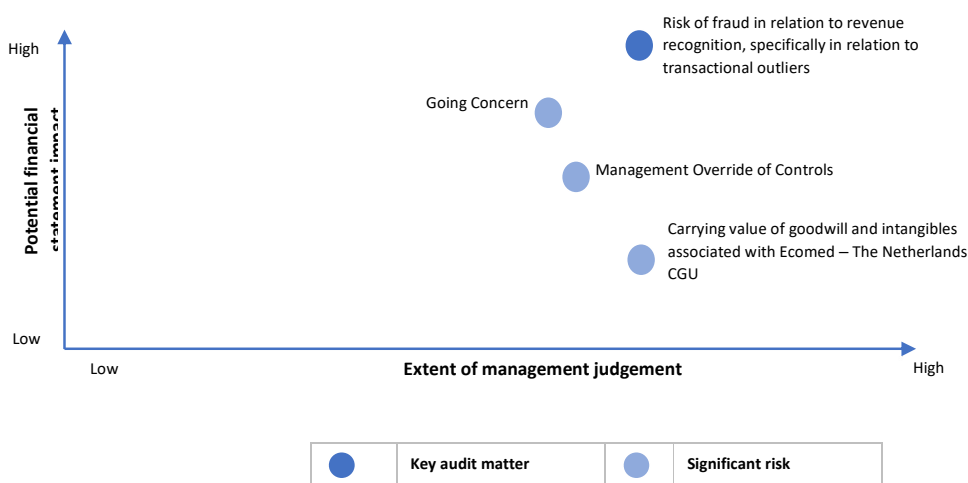 Risk of fraud in relation to revenue
recognition, specifically in relation to
transactional outliers
High
Going Concern
Potential financial
statement impact
Management Override of Controls
Carrying value of goodwill and intangibles
associated with Ecomed – The Netherlands
CGU
Low
Low
Extent of management judgement
High
Key audit matter
Significant risk